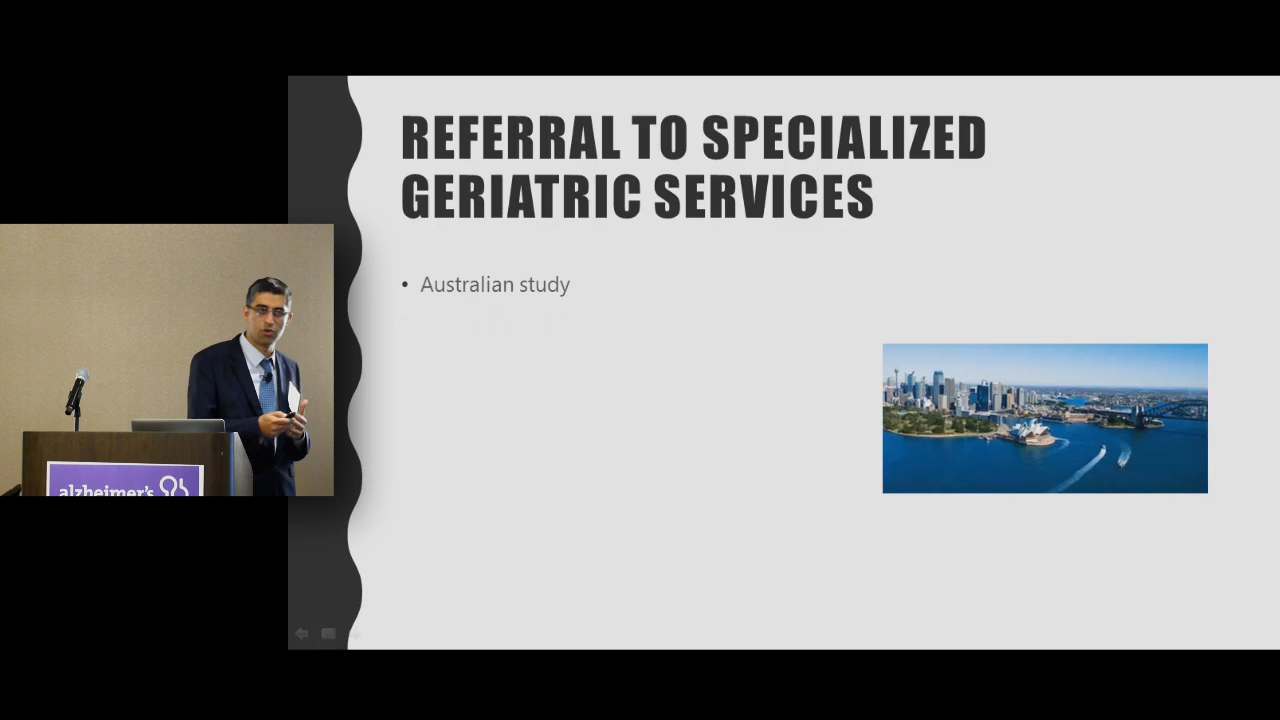 REFERRAL TO SPECIALIZED
GERIATRIC SERVICES
• Australian study
alzheimer's